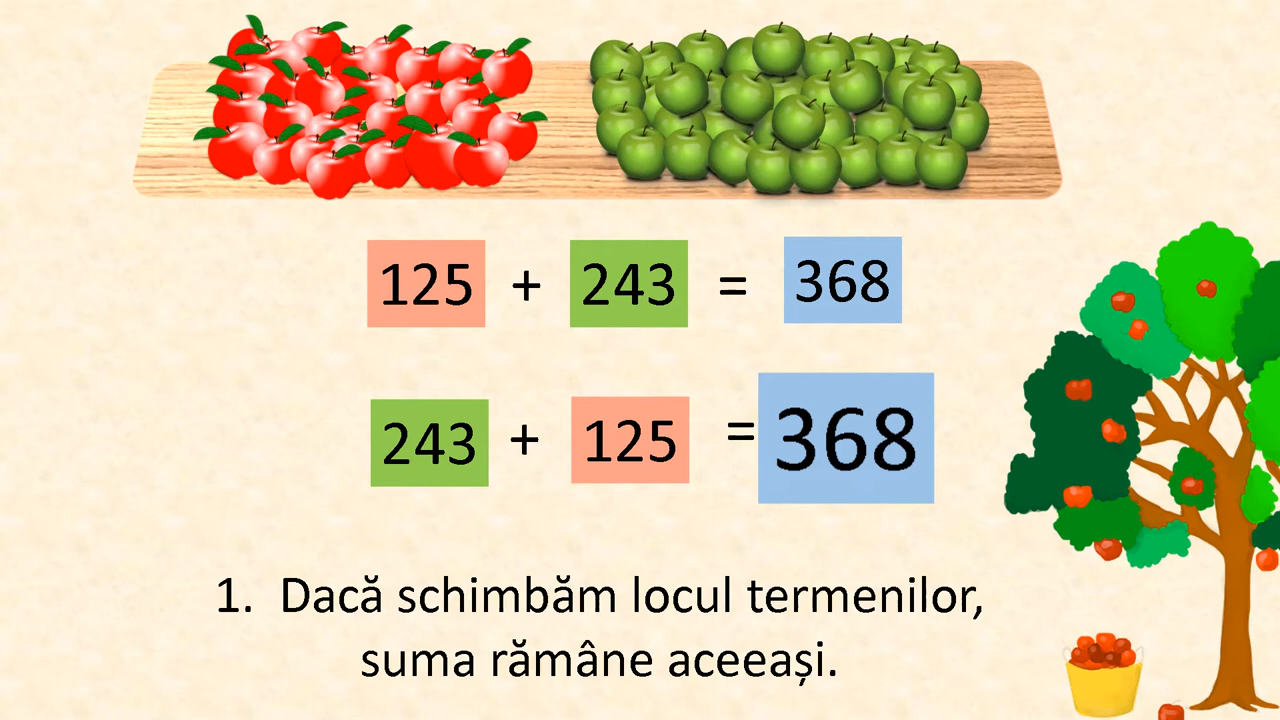 125 + 243 = 368
243 + 125 = 368
1. Dacă schimbăm locul termenilor,
suma rămâne aceeași.